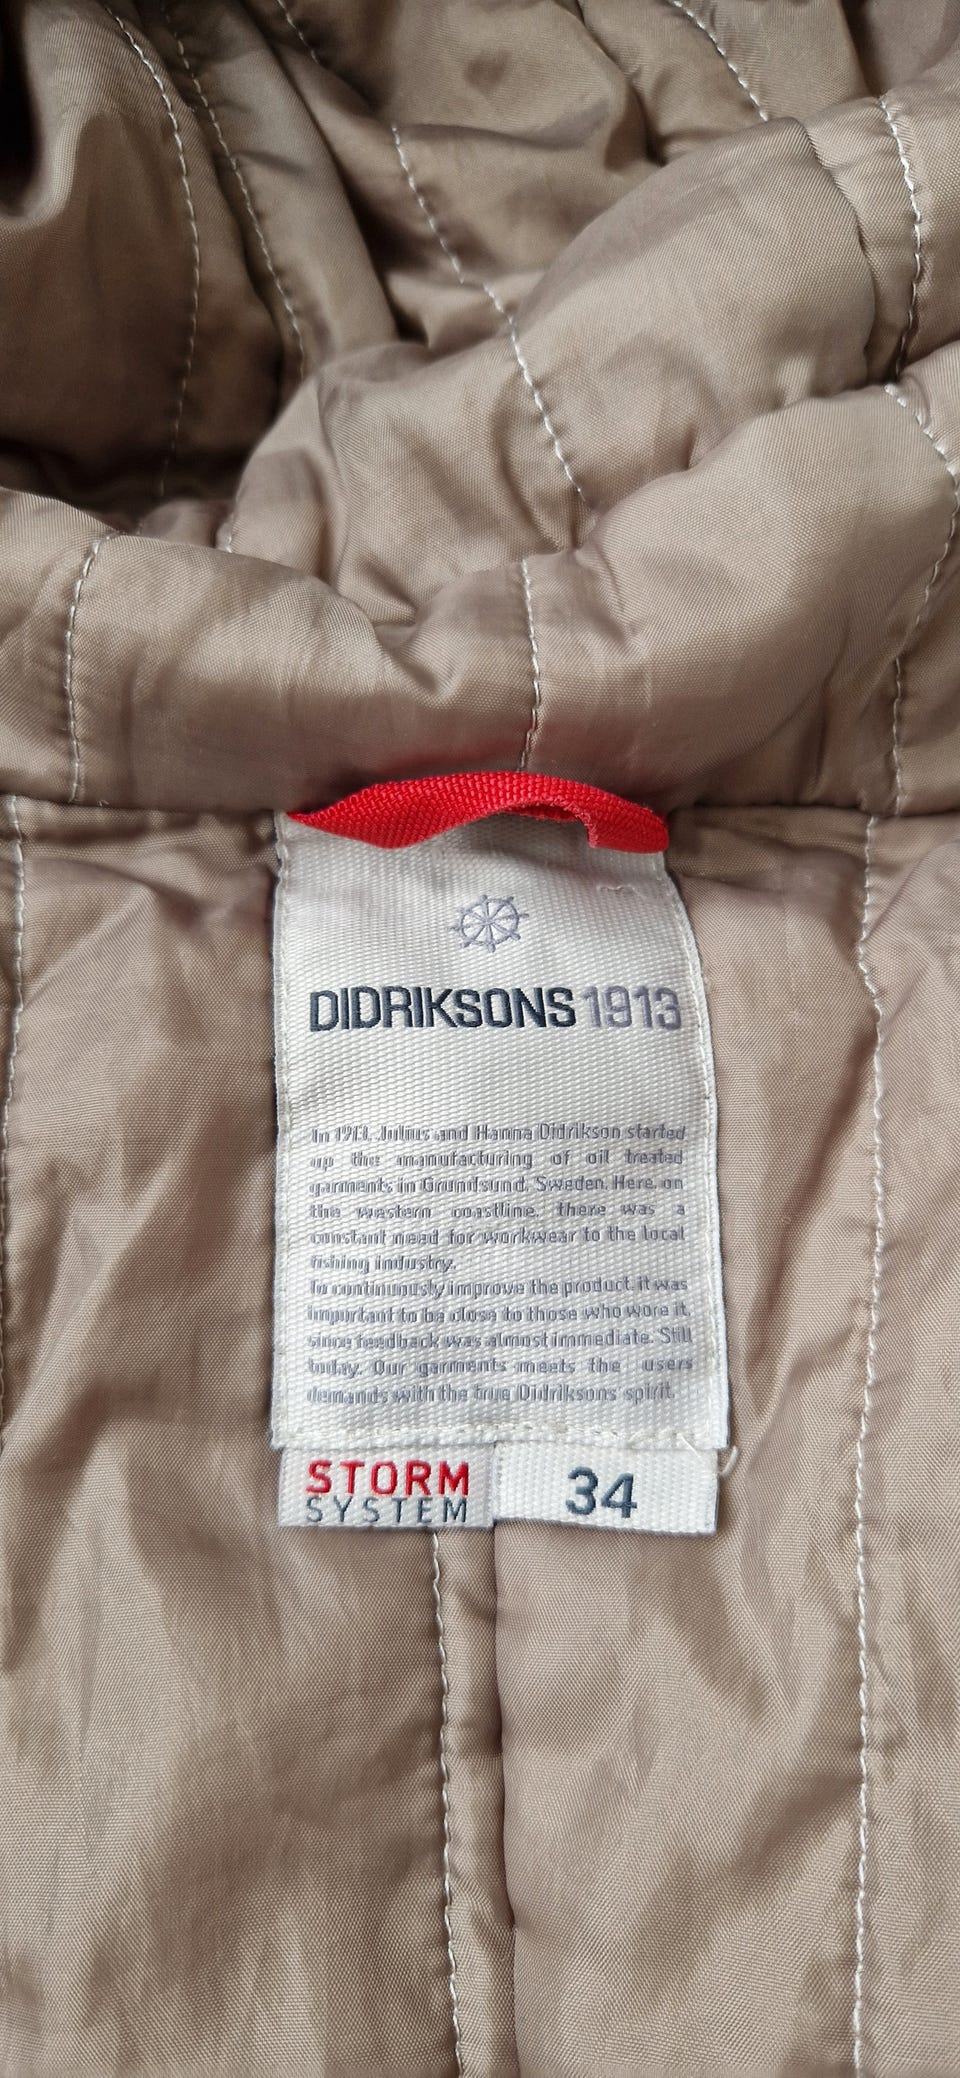 DIDRIKSONS 1913
In 1913, Julius and Hanna Didrikson started
up the manufacturing of oil treated
garments in Grundsund, Sweden. Here, on
the western coastline, there was a
constant need for workwear to the local
fishing industry.
To continuously improve the product, it was
important to be close to those who wore it,
since feedback was almost immediate. Still
today. Our garments meets the users
demands with the true Didriksons spirit.
STORM
SYSTEM
34